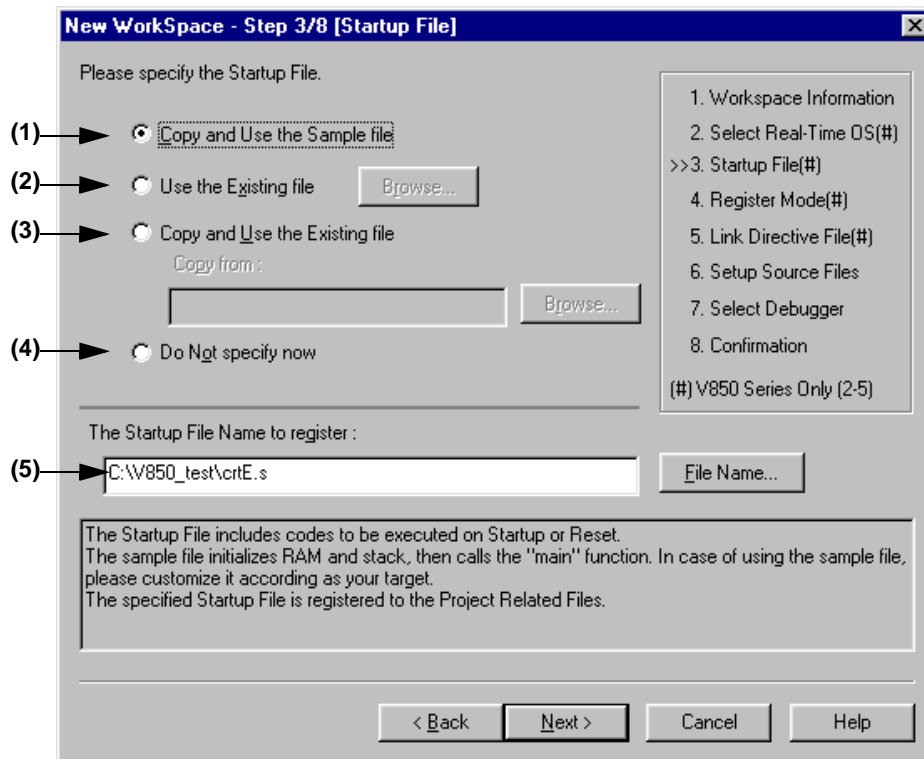 New WorkSpace - Step 3/8 [Startup File]
Please specify the Startup File.
(1) Copy and Use the Sample file
(2) Use the Existing file Browse...
(3) Copy and Use the Existing file
Copy from :
Browse...
(4) Do Not specify now
1. Workspace Information
2. Select Real-Time OS(#)
>>3. Startup File(#)
4. Register Mode(#)
5. Link Directive File(#)
6. Setup Source Files
7. Select Debugger
8. Confirmation
(#) V850 Series Only (2-5)
The Startup File Name to register :
(5) C:\V850_test\crtE.s File Name...
The Startup File includes codes to be executed on Startup or Reset.
The sample file initializes RAM and stack, then calls the "main" function. In case of using the sample file,
please customize it according as your target.
The specified Startup File is registered to the Project Related Files.
< Back Next > Cancel Help